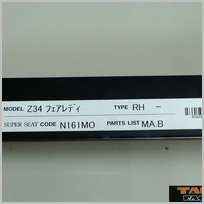 MODEL Z34 フェアレディ TYPE RH -
SUPER SEAT CODE N161MO PARTS LIST MA.B